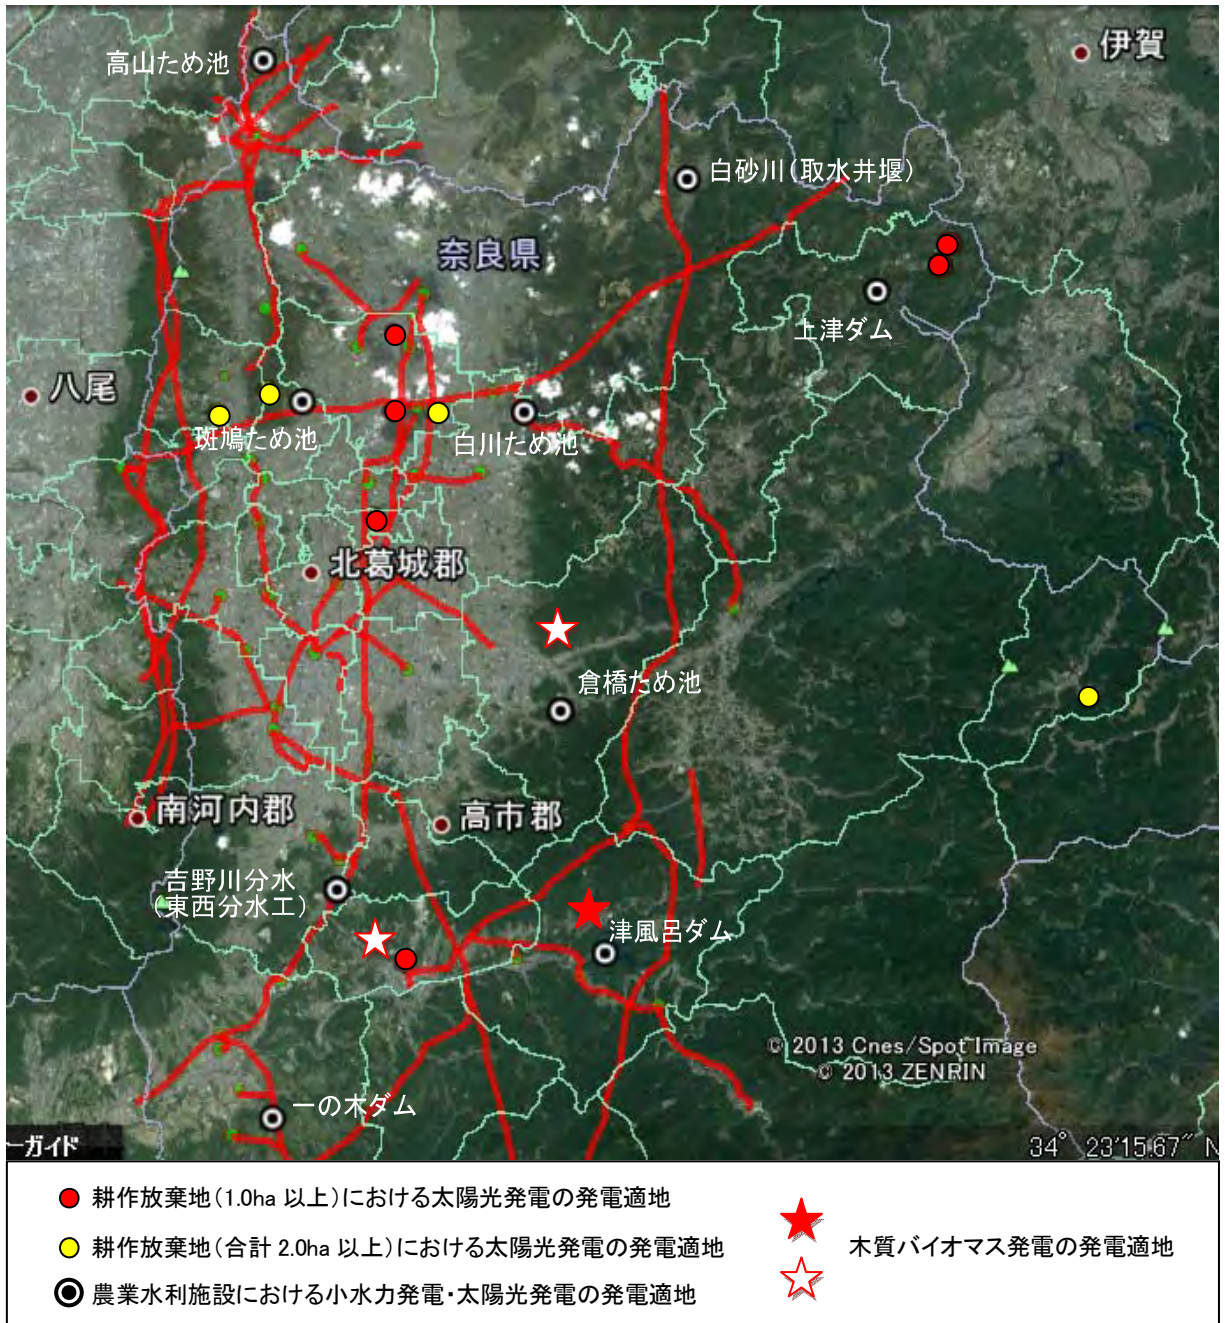 高山ため池
伊賀
白砂川(取水井堰)
奈良県
上津ダム
八尾
斑鳩ため池
白川ため池
北葛城郡
倉橋ため池
南河内郡
高市郡
吉野川分水
(東西分水工)
津風呂ダム
© 2013 Cnes/Spot Image
© 2013 ZENRIN
一の木ダム
ーガイド
34° 23'15.67" N
耕作放棄地(1.0ha 以上)における太陽光発電の発電適地
耕作放棄地(合計 2.0ha 以上)における太陽光発電の発電適地
木質バイオマス発電の発電適地
農業水利施設における小水力発電・太陽光発電の発電適地